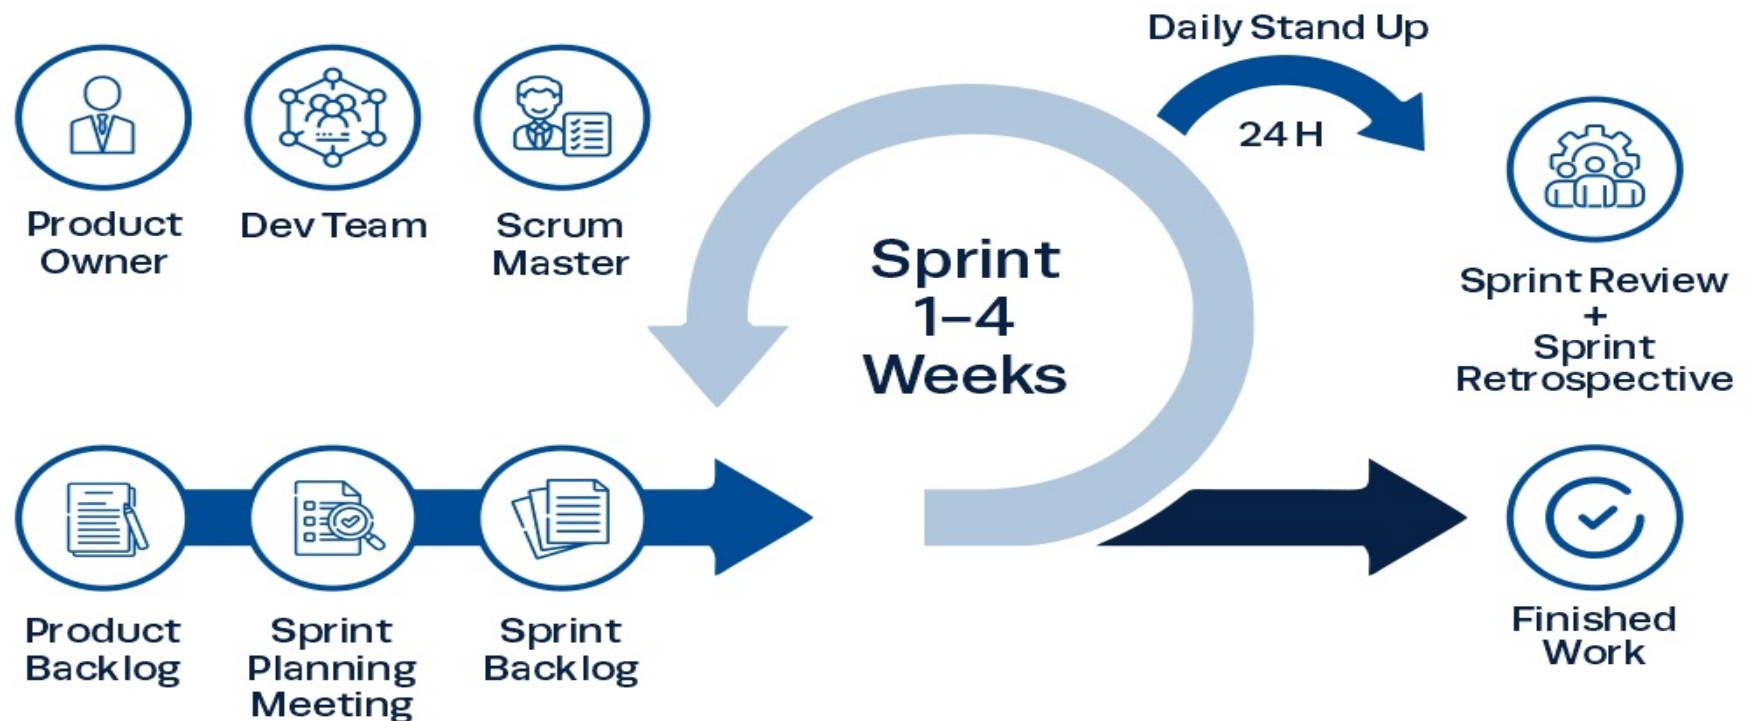 Daily Stand Up
24 H
Product
Owner
Dev Team
Scrum
Master
Sprint
1–4
Weeks
Sprint Review
+
Sprint
Retrospective
Product
Backlog
Sprint
Planning
Meeting
Sprint
Backlog
Finished
Work